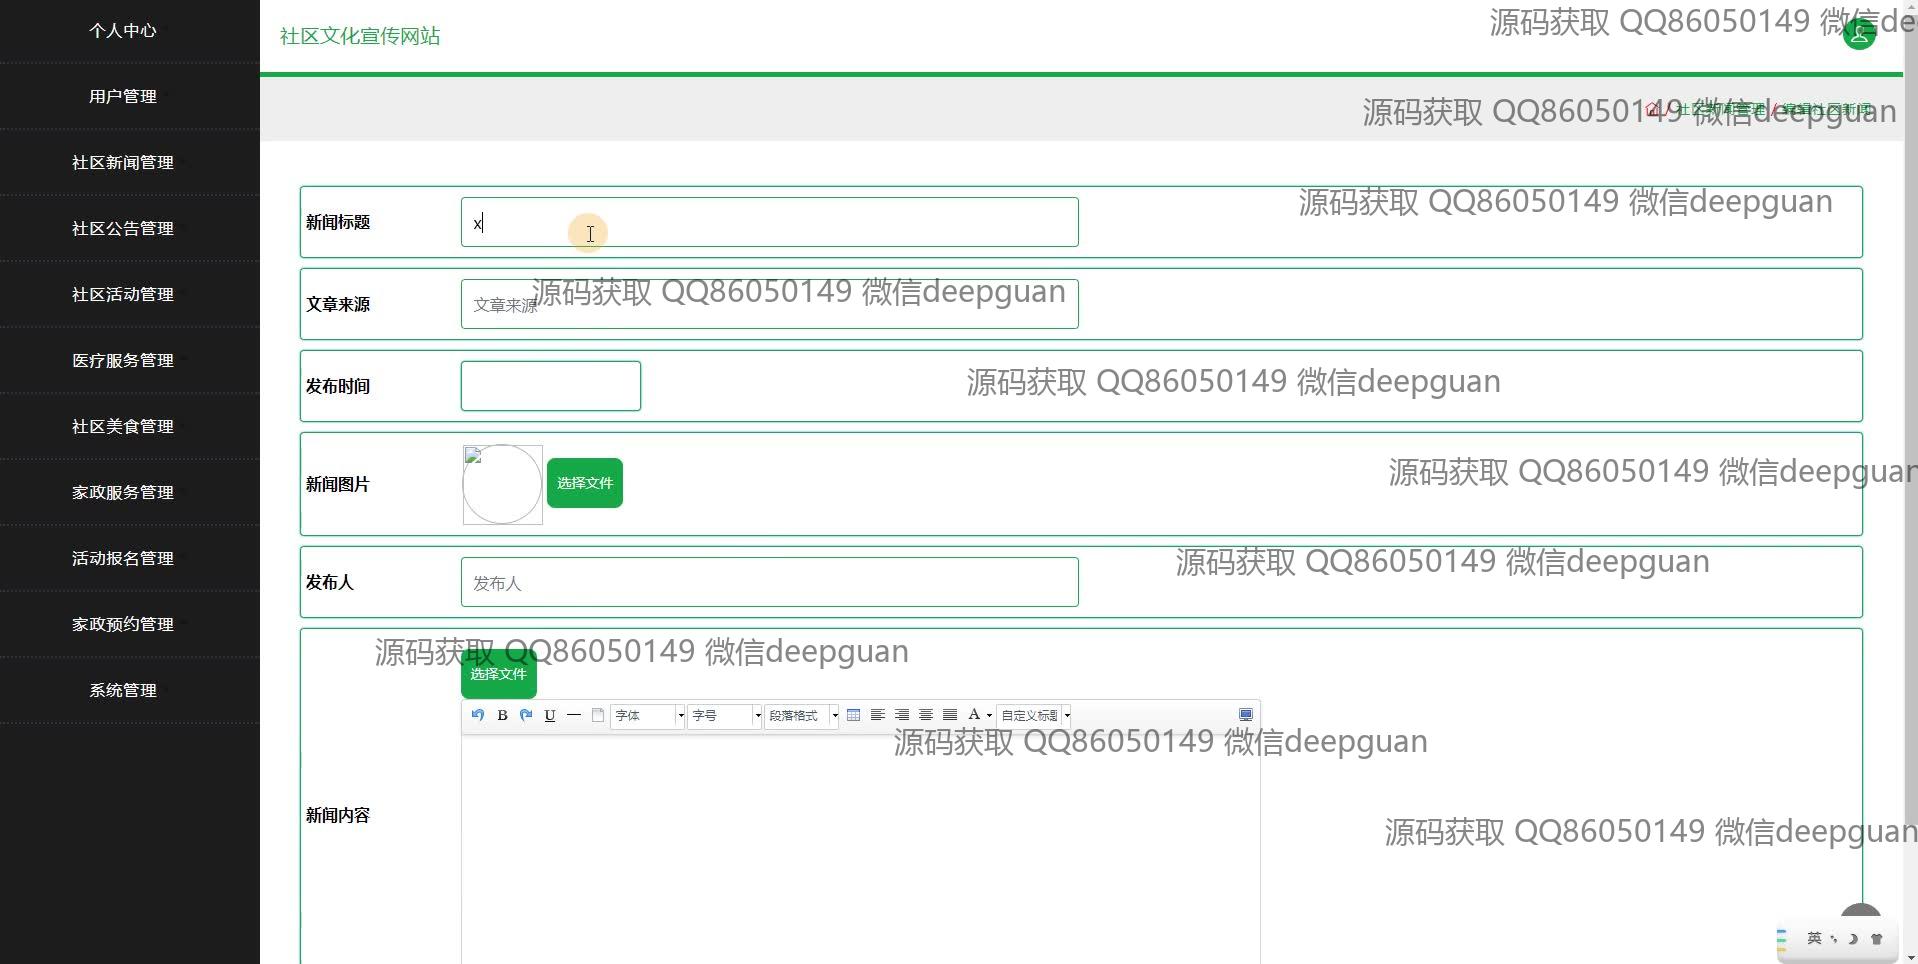 个人中心
用户管理
社区新闻管理
社区公告管理
社区活动管理
医疗服务管理
社区美食管理
家政服务管理
活动报名管理
家政预约管理
系统管理
社区文化宣传网站
源码获取 QQ86050149 微信de
/ 社区新闻管理 / 编辑社区新闻
源码获取 QQ86050149 微信deepguan
新闻标题
x
源码获取 QQ86050149 微信deepguan
文章来源
文章来源
源码获取 QQ86050149 微信deepguan
发布时间
源码获取 QQ86050149 微信deepguan
新闻图片
选择文件
源码获取 QQ86050149 微信deepguan
发布人
发布人
源码获取 QQ86050149 微信deepguan
源码获取 QQ86050149 微信deepguan
选择文件
B U 字体 字号 段落格式 A 自定义标题
源码获取 QQ86050149 微信deepguan
新闻内容
源码获取 QQ86050149 微信deepguan
英